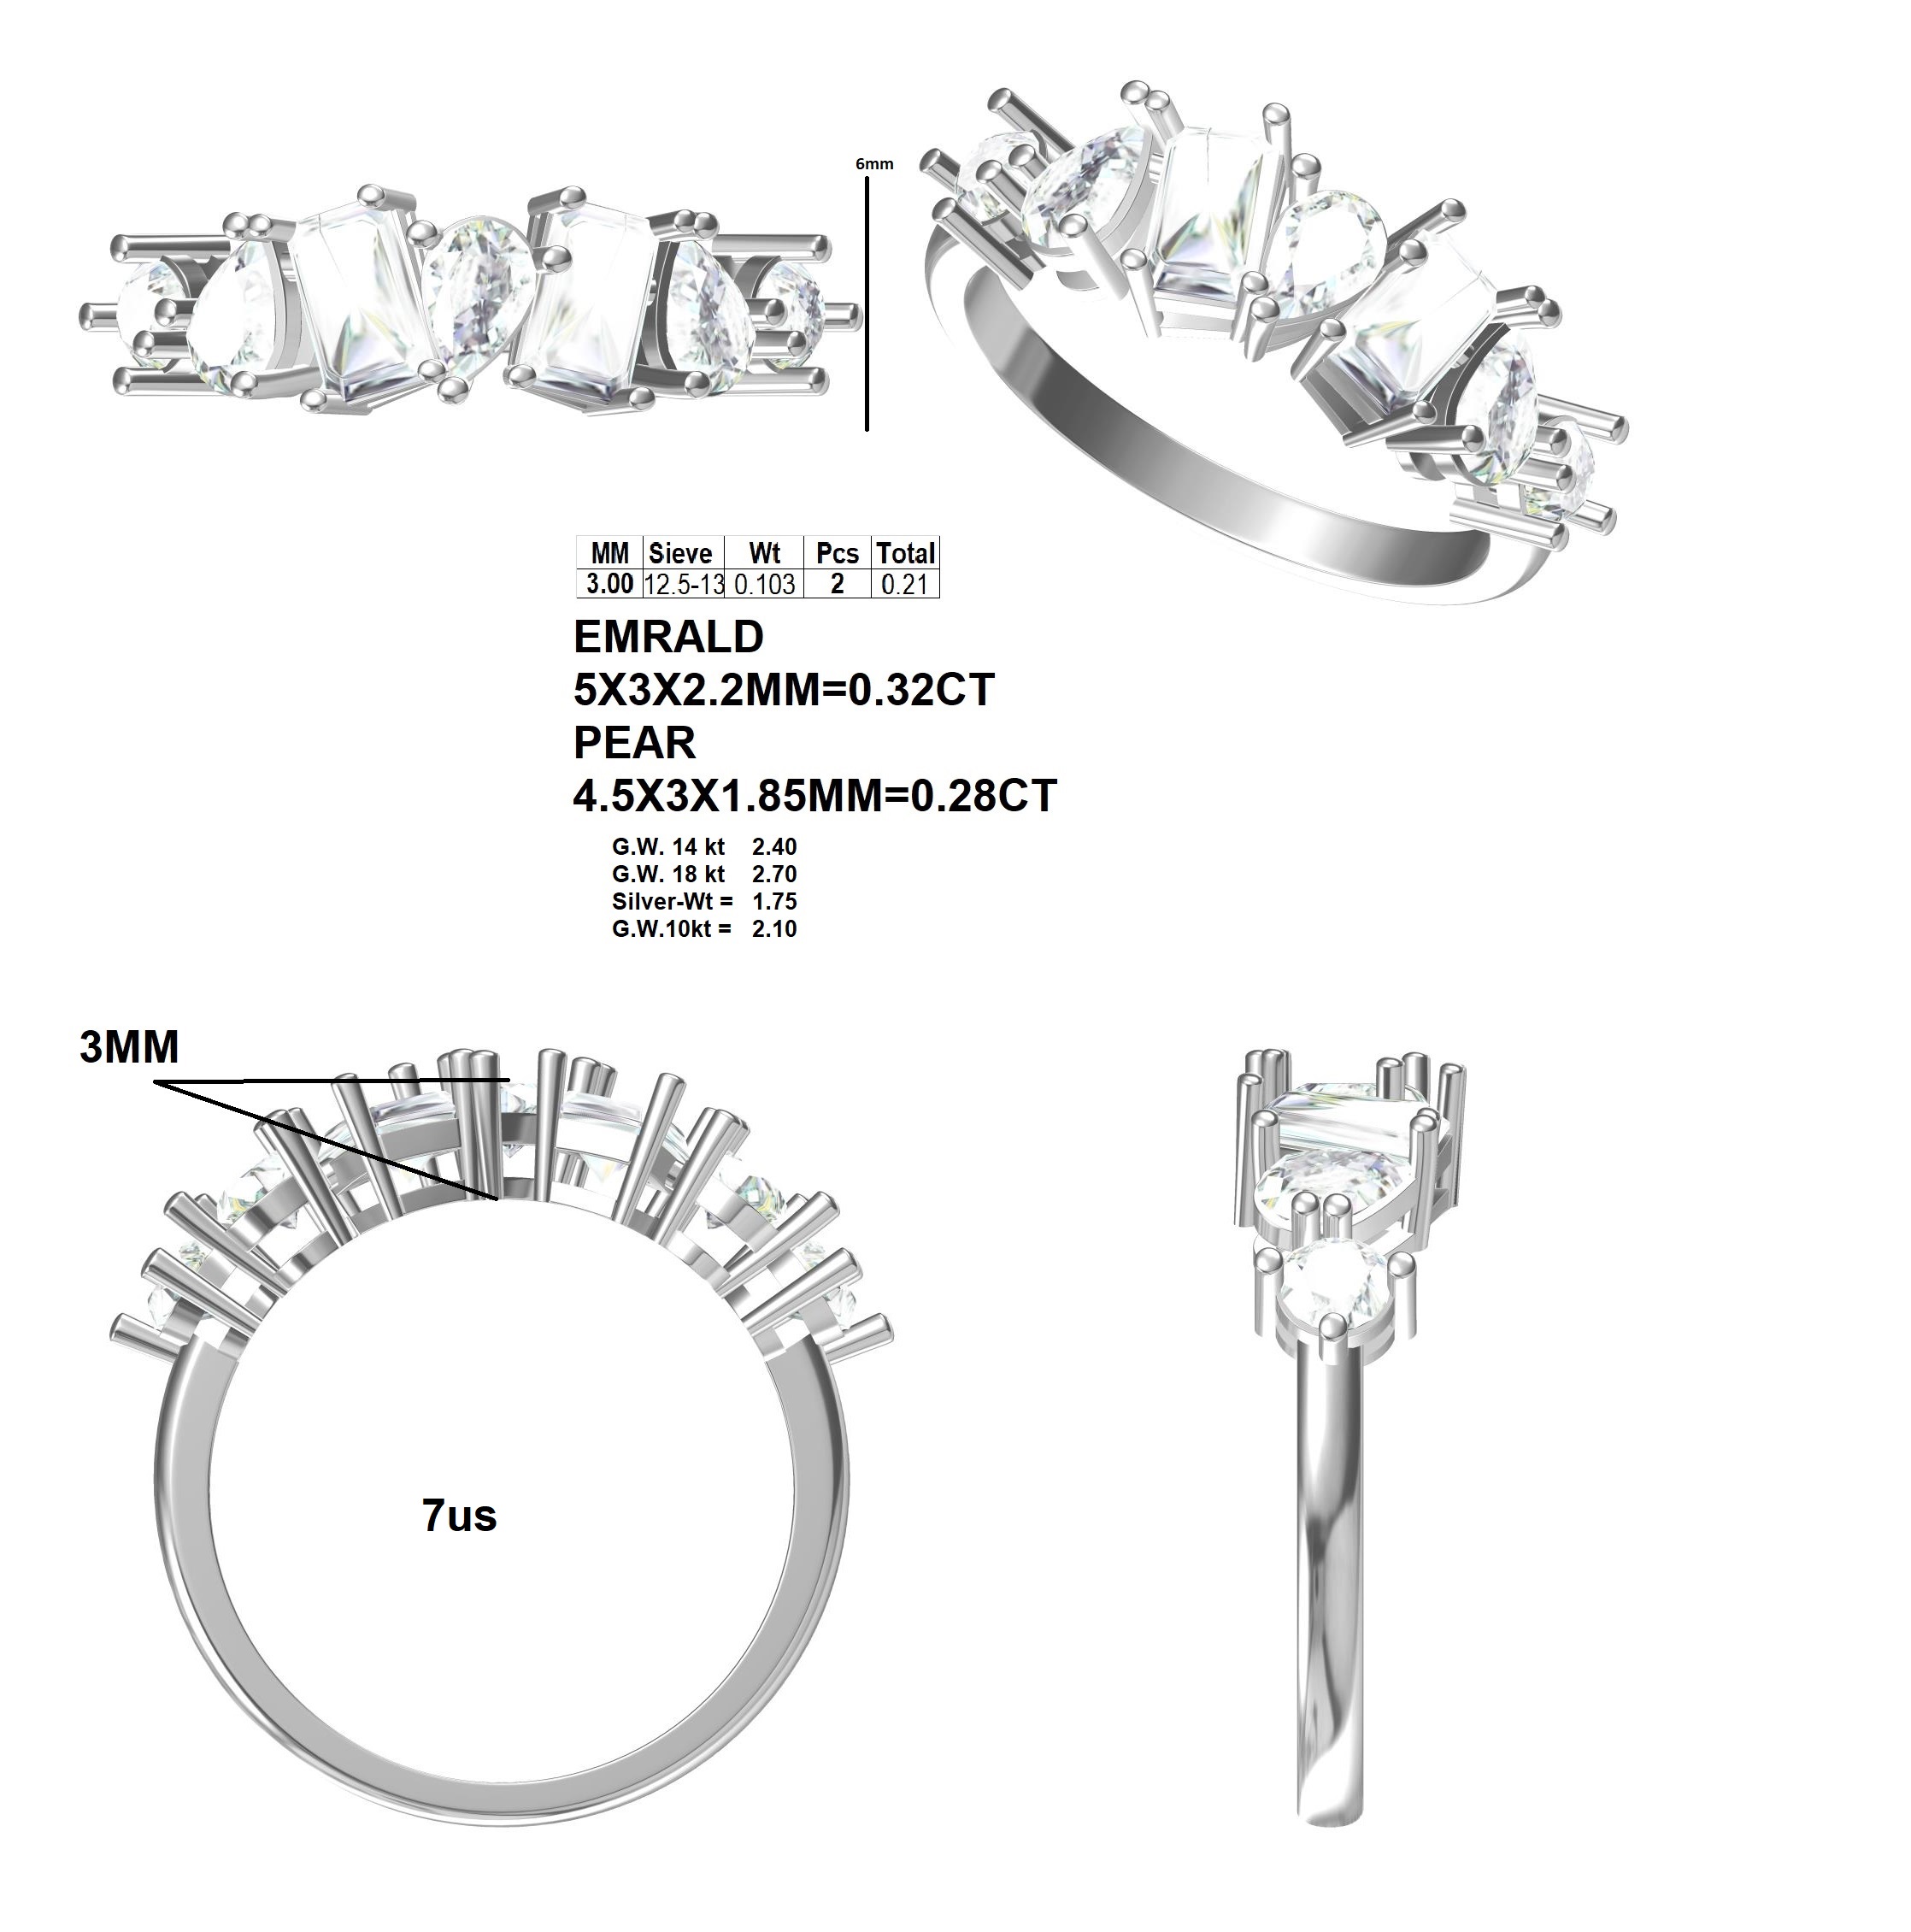 6mm
MM Sieve Wt Pcs Total
3.00 12.5-13 0.103 2 0.21
EMRALD
5X3X2.2MM=0.32CT
PEAR
4.5X3X1.85MM=0.28CT
G.W. 14 kt 2.40
G.W. 18 kt 2.70
Silver-Wt = 1.75
G.W.10kt = 2.10
3MM
7us